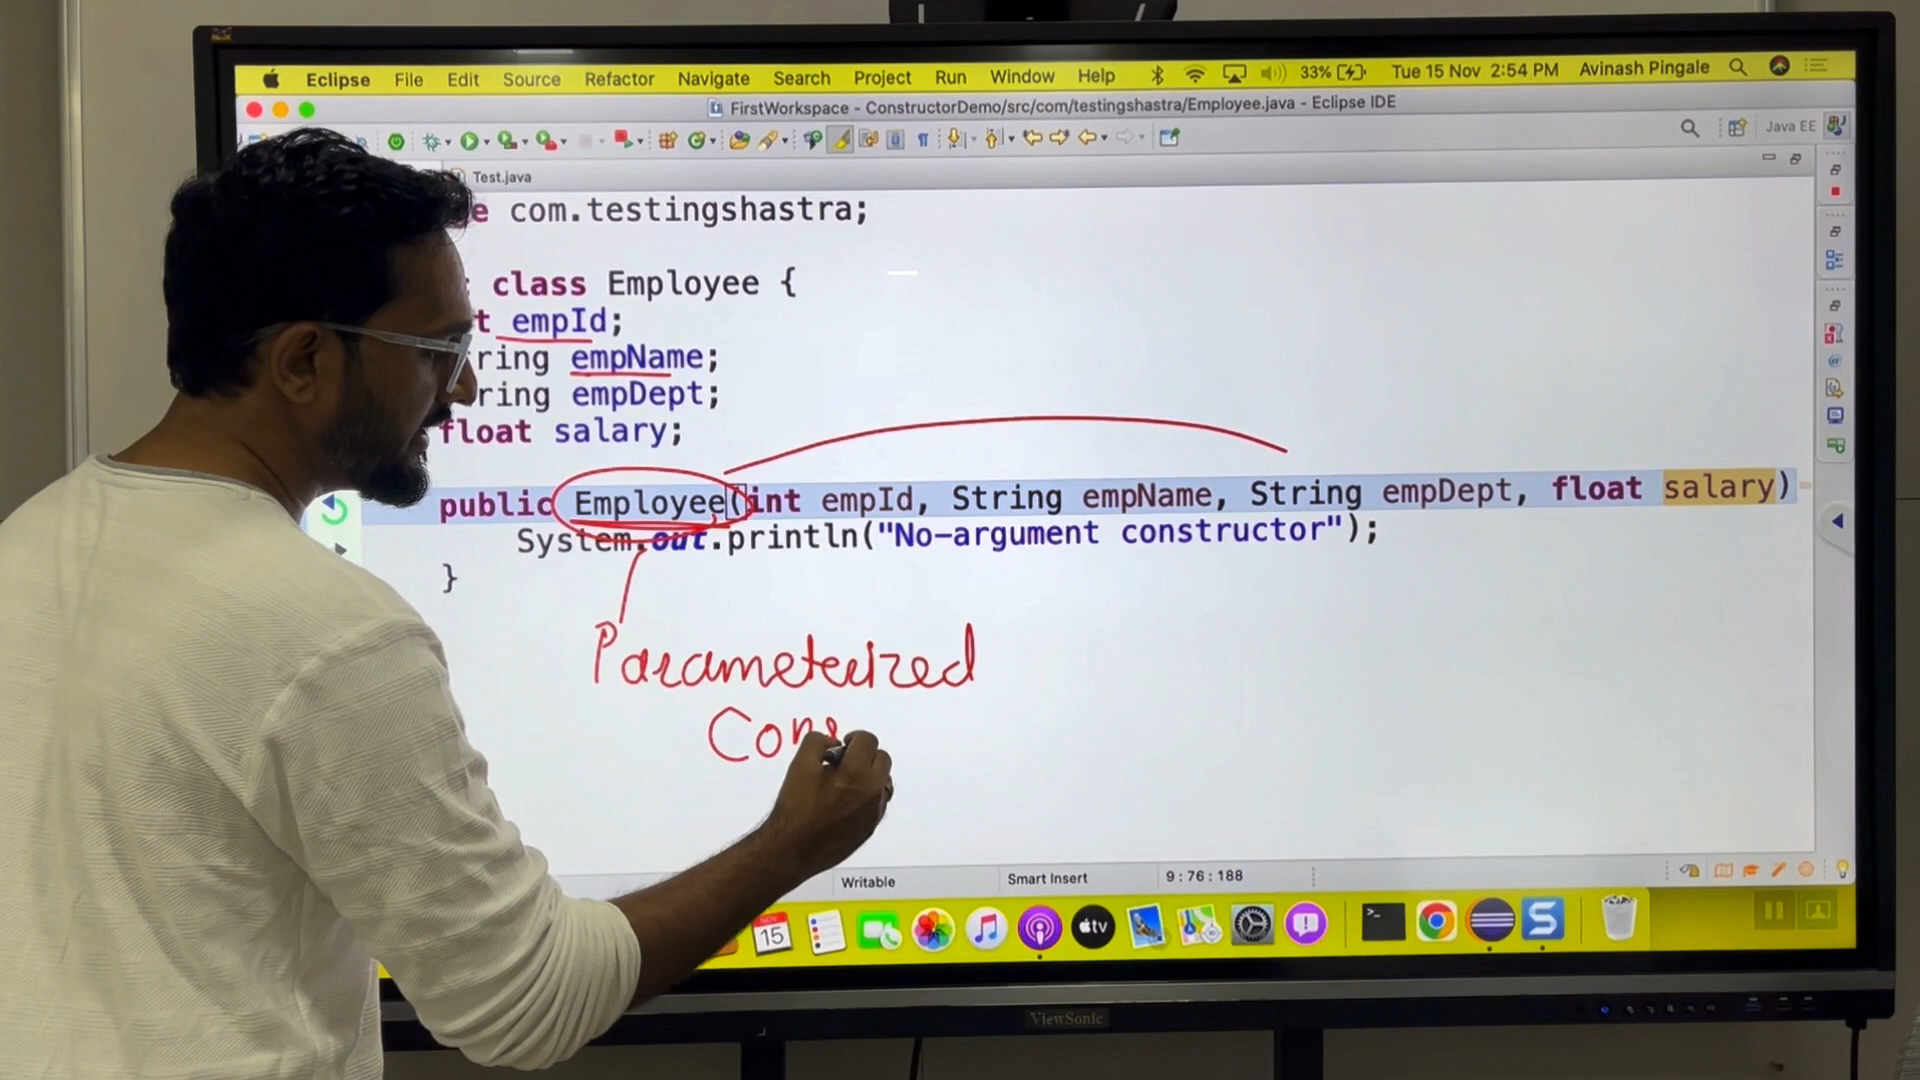 Eclipse File Edit Source Refactor Navigate Search Project Run Window Help 33% Tue 15 Nov 2:54 PM Avinash Pingale
FirstWorkspace - ConstructorDemo/src/com/testingshastra/Employee.java - Eclipse IDE
Java EE
Test.java
e com.testingshastra;
class Employee {
t empId;
ring empName;
ring empDept;
float salary;
public Employee(int empId, String empName, String empDept, float salary)
System.out.println("No-argument constructor");
}
Parameterized
Cons
Writable Smart Insert 9:76:188
NOV
15
tv
ViewSonic